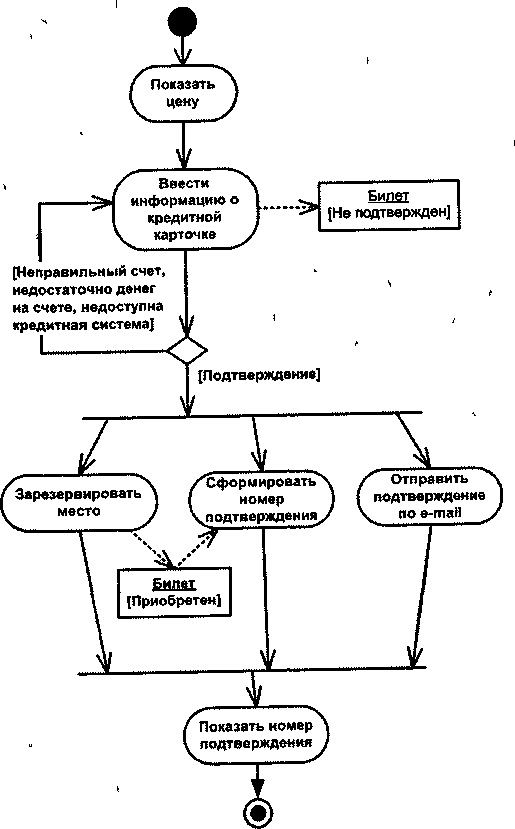 Показать
цену
Ввести
информацию о
кредитной
карточке
Билет
[Не подтвержден]
[Неправильный счет,
недостаточно денег
на счете, недоступна
кредитная система]
[Подтверждение]
Зарезервировать
место
Сформировать
номер
подтверждения
Отправить
подтверждение
по e-mail
Билет
[Приобретен]
Показать номер
подтверждения